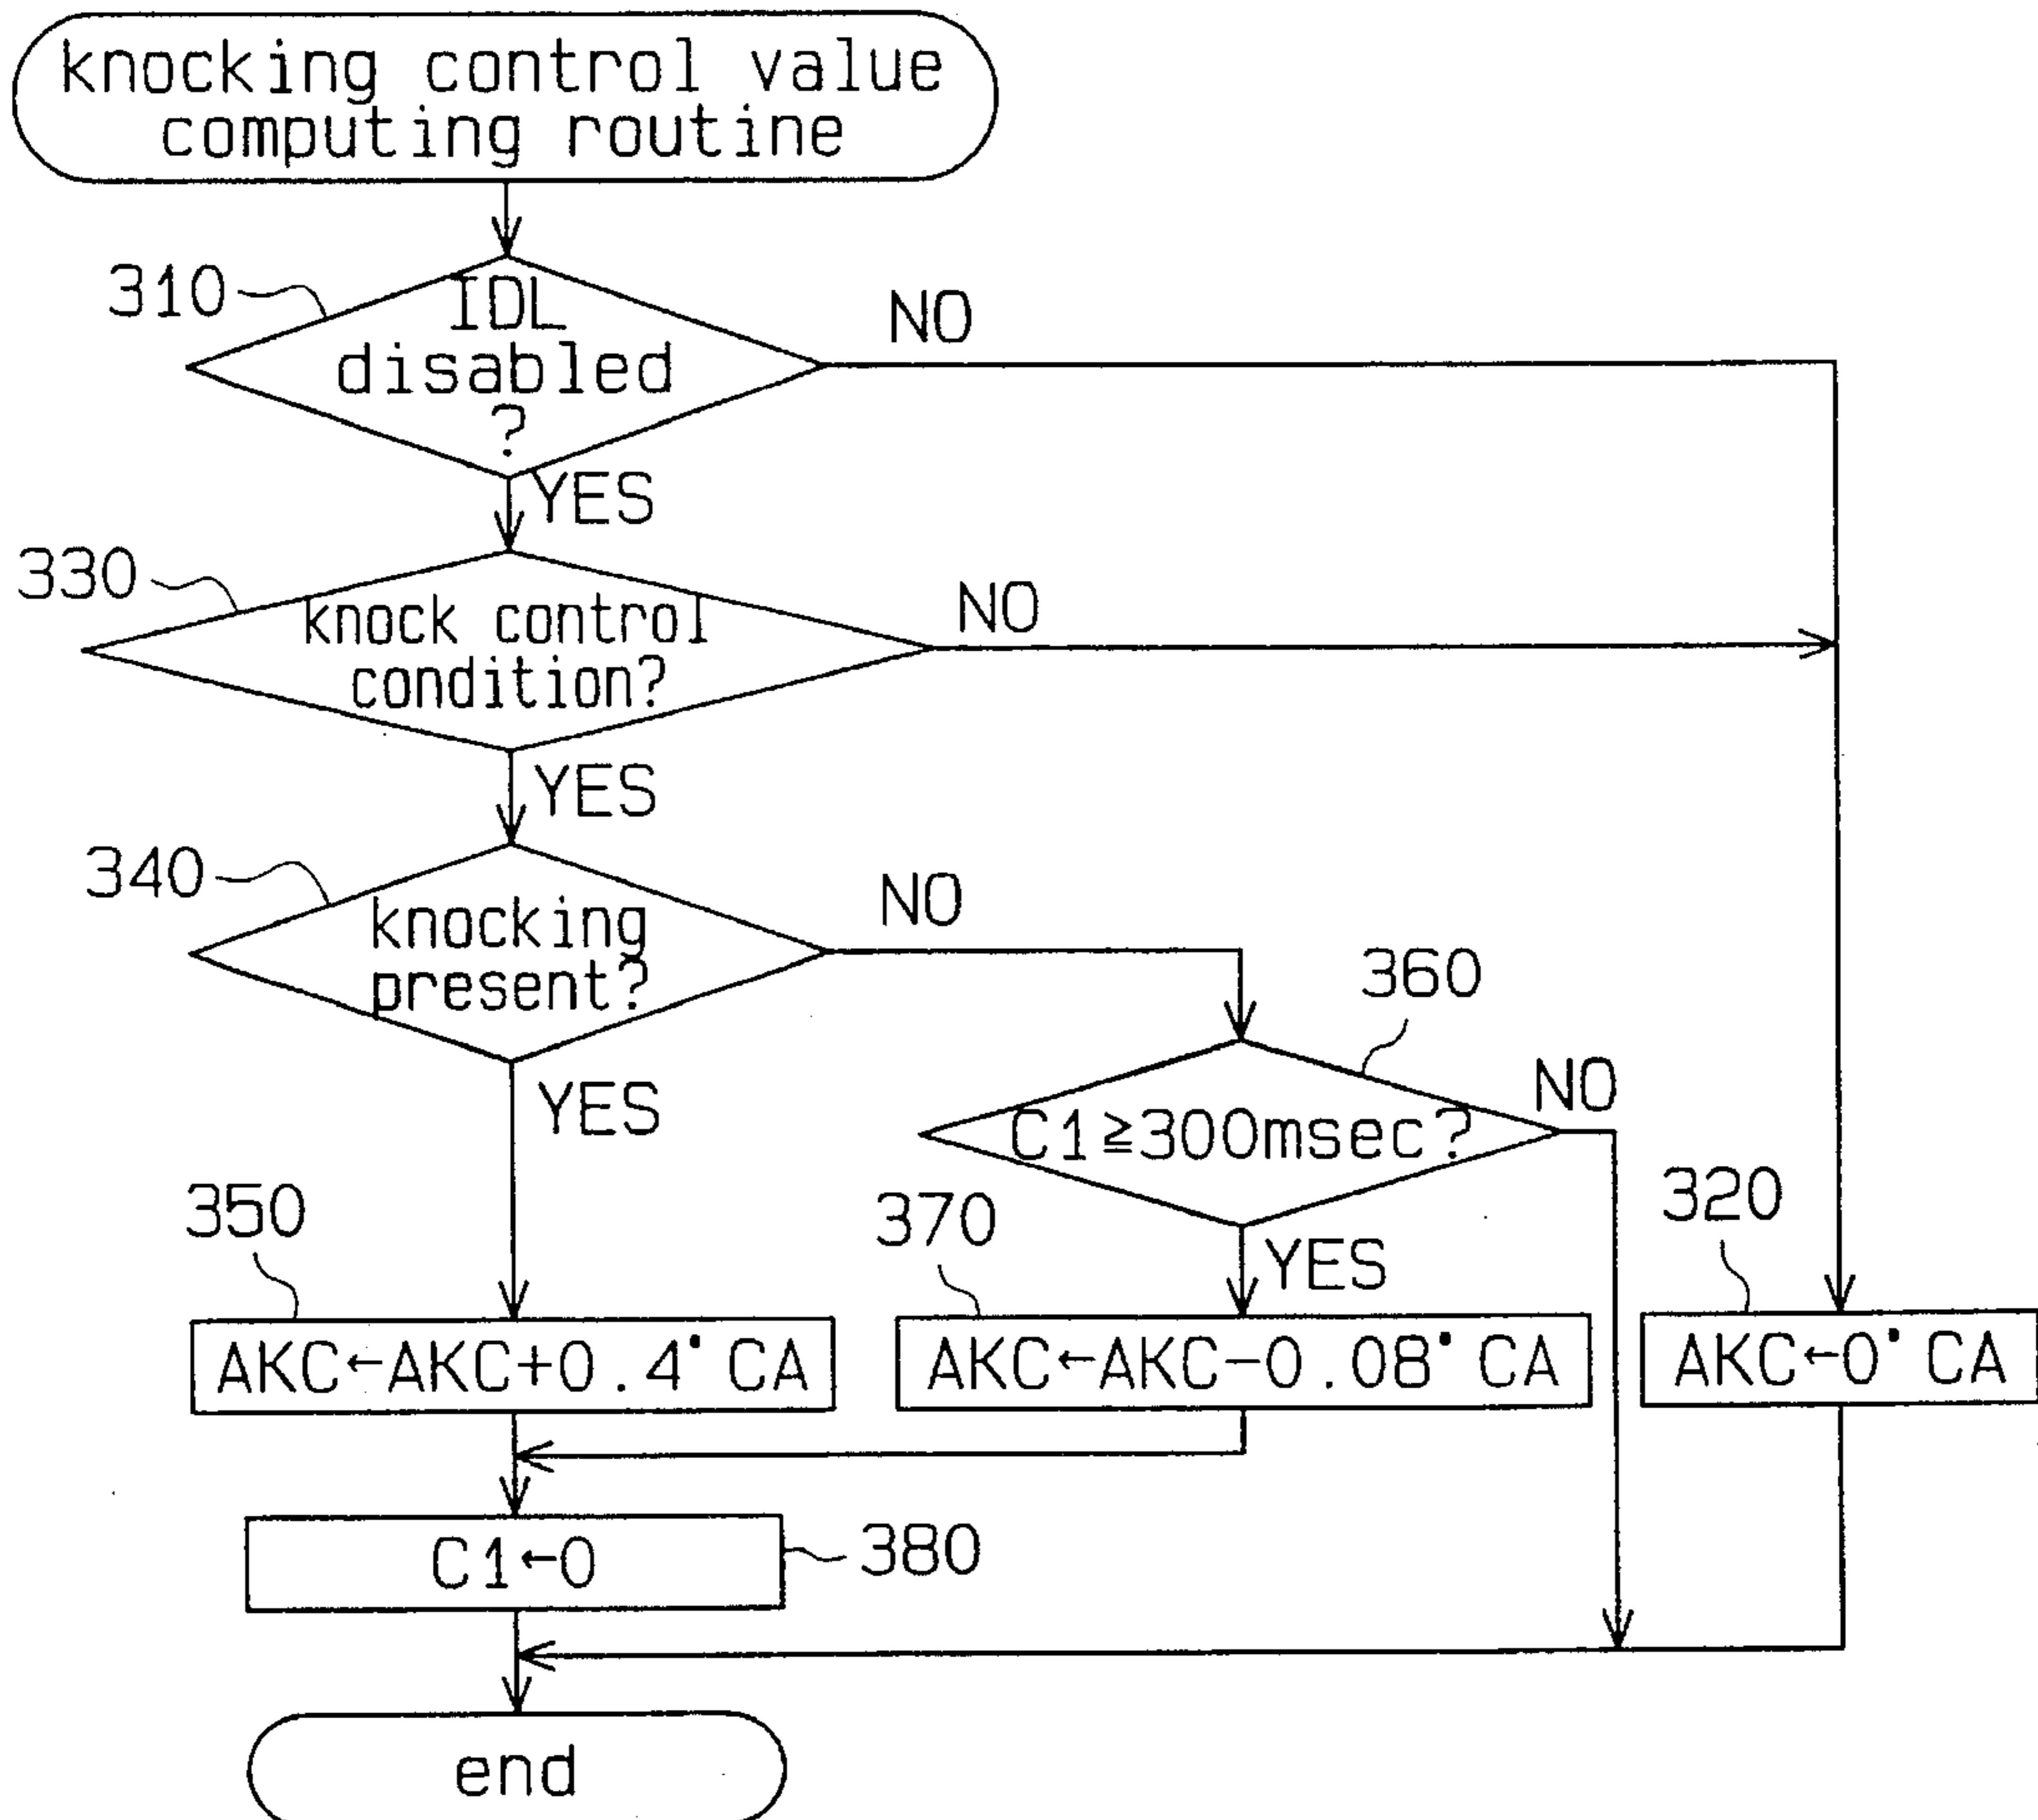 knocking control value
computing routine
310
IDL
disabled
?
NO
YES
330
knock control
condition?
NO
YES
340
knocking
present?
NO
YES
360
C1≧300msec?
NO
YES
350
AKC←AKC+0.4°CA
370
AKC←AKC-0.08°CA
320
AKC←0°CA
C1←0
380
end